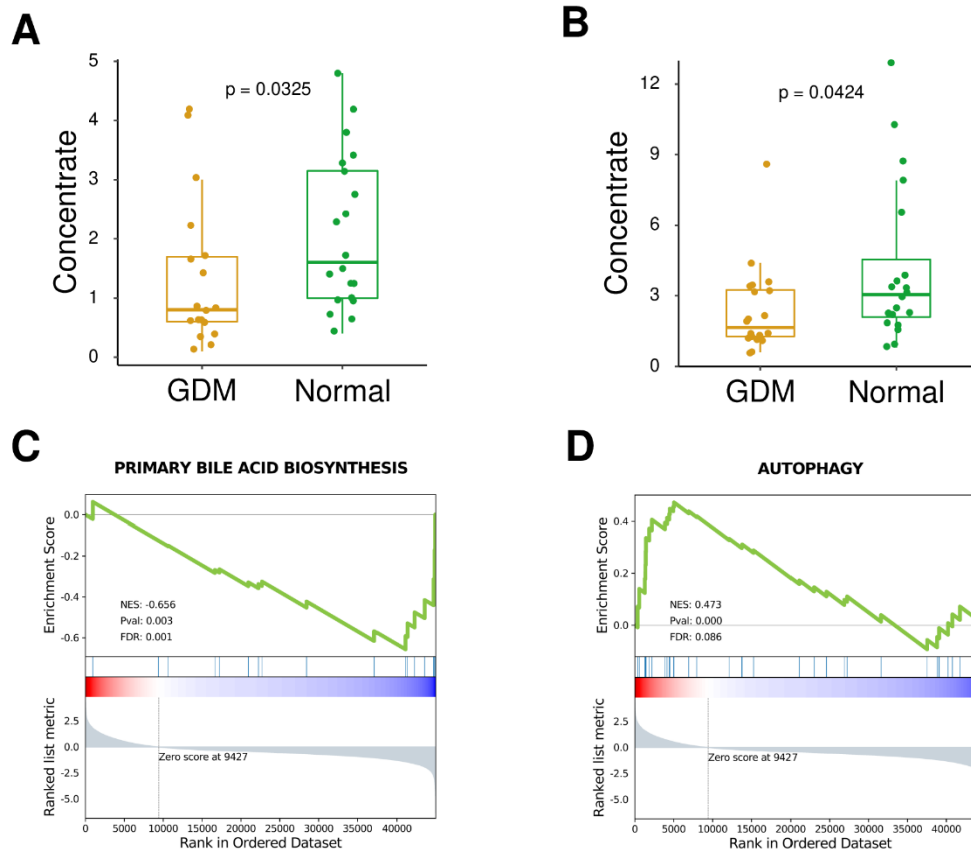 A
B
5
4
3
2
1
0
Concentrate
p = 0.0325
GDM
Normal
12
9
6
3
0
Concentrate
p = 0.0424
GDM
Normal
C
D
PRIMARY BILE ACID BIOSYNTHESIS
0.0
-0.2
-0.4
-0.6
Enrichment Score
NES: -0.656
Pval: 0.003
FDR: 0.001
2.5
0.0
-2.5
-5.0
Ranked list metric
Zero score at 9427
0 5000 10000 15000 20000 25000 30000 35000 40000
Rank in Ordered Dataset
AUTOPHAGY
0.4
0.2
0.0
Enrichment Score
NES: 0.473
Pval: 0.000
FDR: 0.086
2.5
0.0
-2.5
-5.0
Ranked list metric
Zero score at 9427
0 5000 10000 15000 20000 25000 30000 35000 40000
Rank in Ordered Dataset